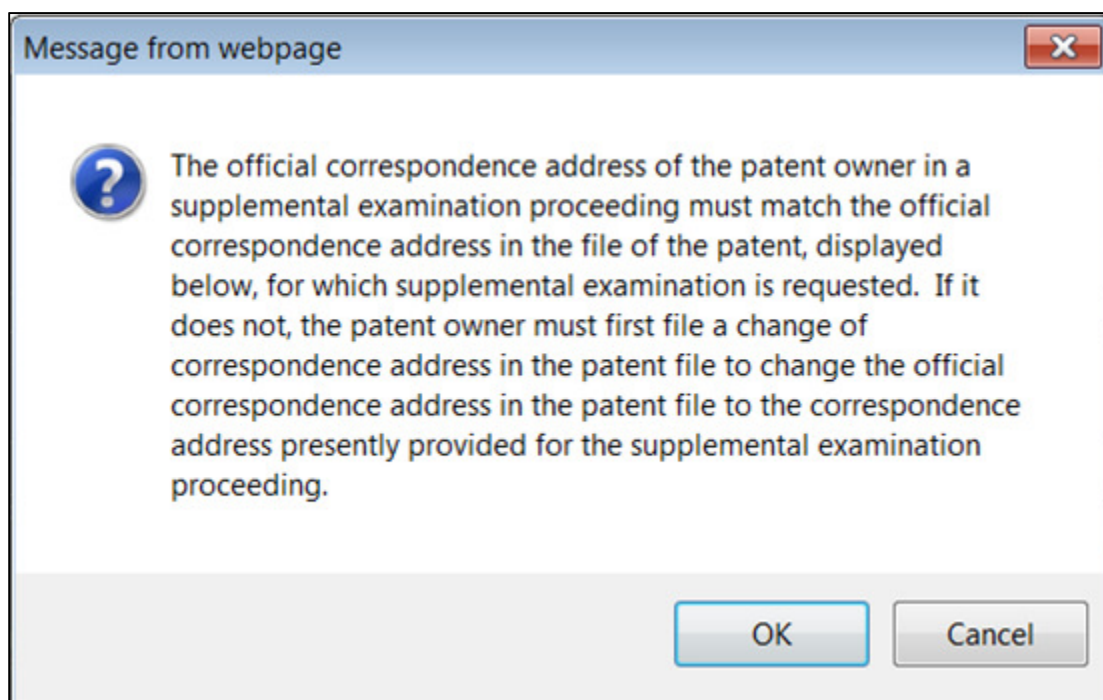 Message from webpage
The official correspondence address of the patent owner in a
supplemental examination proceeding must match the official
correspondence address in the file of the patent, displayed
below, for which supplemental examination is requested.  If it
does not, the patent owner must first file a change of
correspondence address in the patent file to change the official
correspondence address in the patent file to the correspondence
address presently provided for the supplemental examination
proceeding.
OK
Cancel